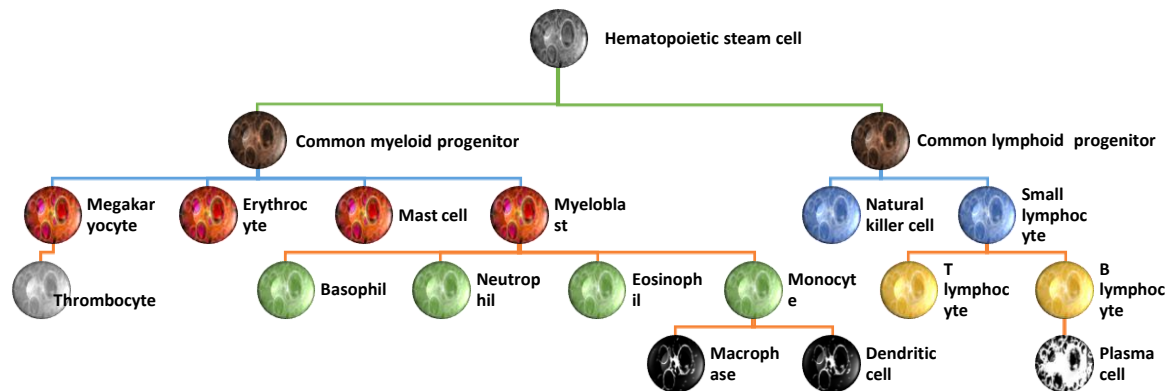 Hematopoietic steam cell
Common myeloid progenitor
Common lymphoid progenitor
Megakar
yocyte
Erythroc
yte
Mast cell
Myelobla
st
Natural
killer cell
Small
lymphoc
yte
Thrombocyte
Basophil
Neutrop
hil
Eosinoph
il
Monocyt
e
T
lymphoc
yte
B
lymphoc
yte
Macroph
ase
Dendritic
cell
Plasma
cell